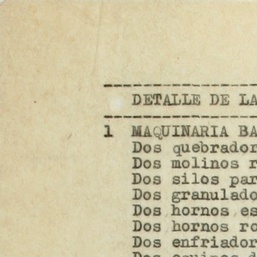 DETALLE DE LA
1 MAQUINARIA BA
Dos quebrador
Dos molinos r
Dos silos par
Dos granulado
Dos hornos es
Dos hornos ro
Dos enfriador